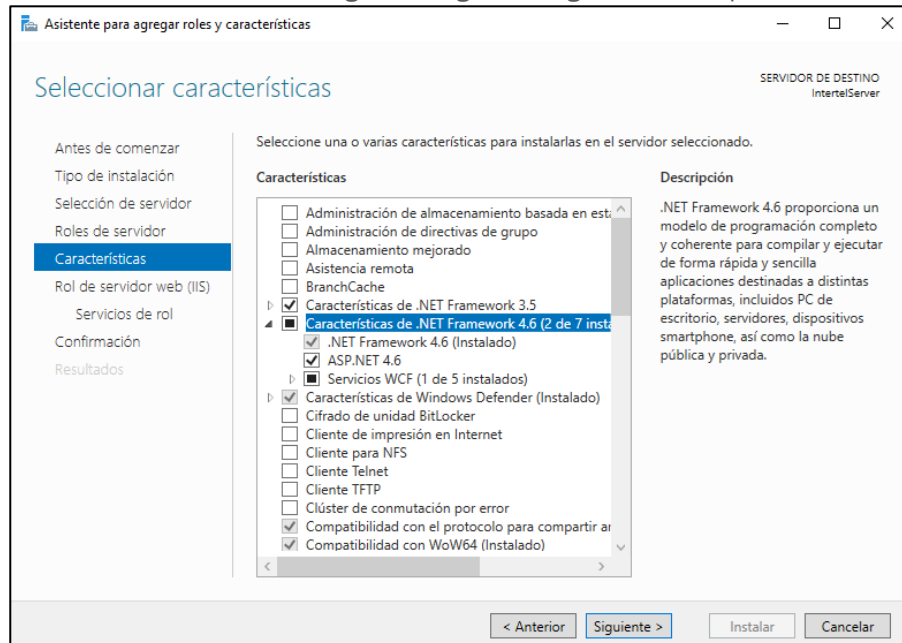 Asistente para agregar roles y características
Seleccionar características
SERVIDOR DE DESTINO
IntertelServer
Antes de comenzar
Tipo de instalación
Selección de servidor
Roles de servidor
Características
Rol de servidor web (IIS)
Servicios de rol
Confirmación
Resultados
Seleccione una o varias características para instalarlas en el servidor seleccionado.
Características
Administración de almacenamiento basada en está
Administración de directivas de grupo
Almacenamiento mejorado
Asistencia remota
BranchCache
Características de .NET Framework 3.5
Características de .NET Framework 4.6 (2 de 7 insta
.NET Framework 4.6 (Instalado)
ASP.NET 4.6
Servicios WCF (1 de 5 instalados)
Características de Windows Defender (Instalado)
Cifrado de unidad BitLocker
Cliente de impresión en Internet
Cliente para NFS
Cliente Telnet
Cliente TFTP
Clúster de conmutación por error
Compatibilidad con el protocolo para compartir ar
Compatibilidad con WoW64 (Instalado)
Descripción
.NET Framework 4.6 proporciona un
modelo de programación completo
y coherente para compilar y ejecutar
de forma rápida y sencilla
aplicaciones destinadas a distintas
plataformas, incluidos PC de
escritorio, servidores, dispositivos
smartphone, así como la nube
pública y privada.
< Anterior
Siguiente >
Instalar
Cancelar